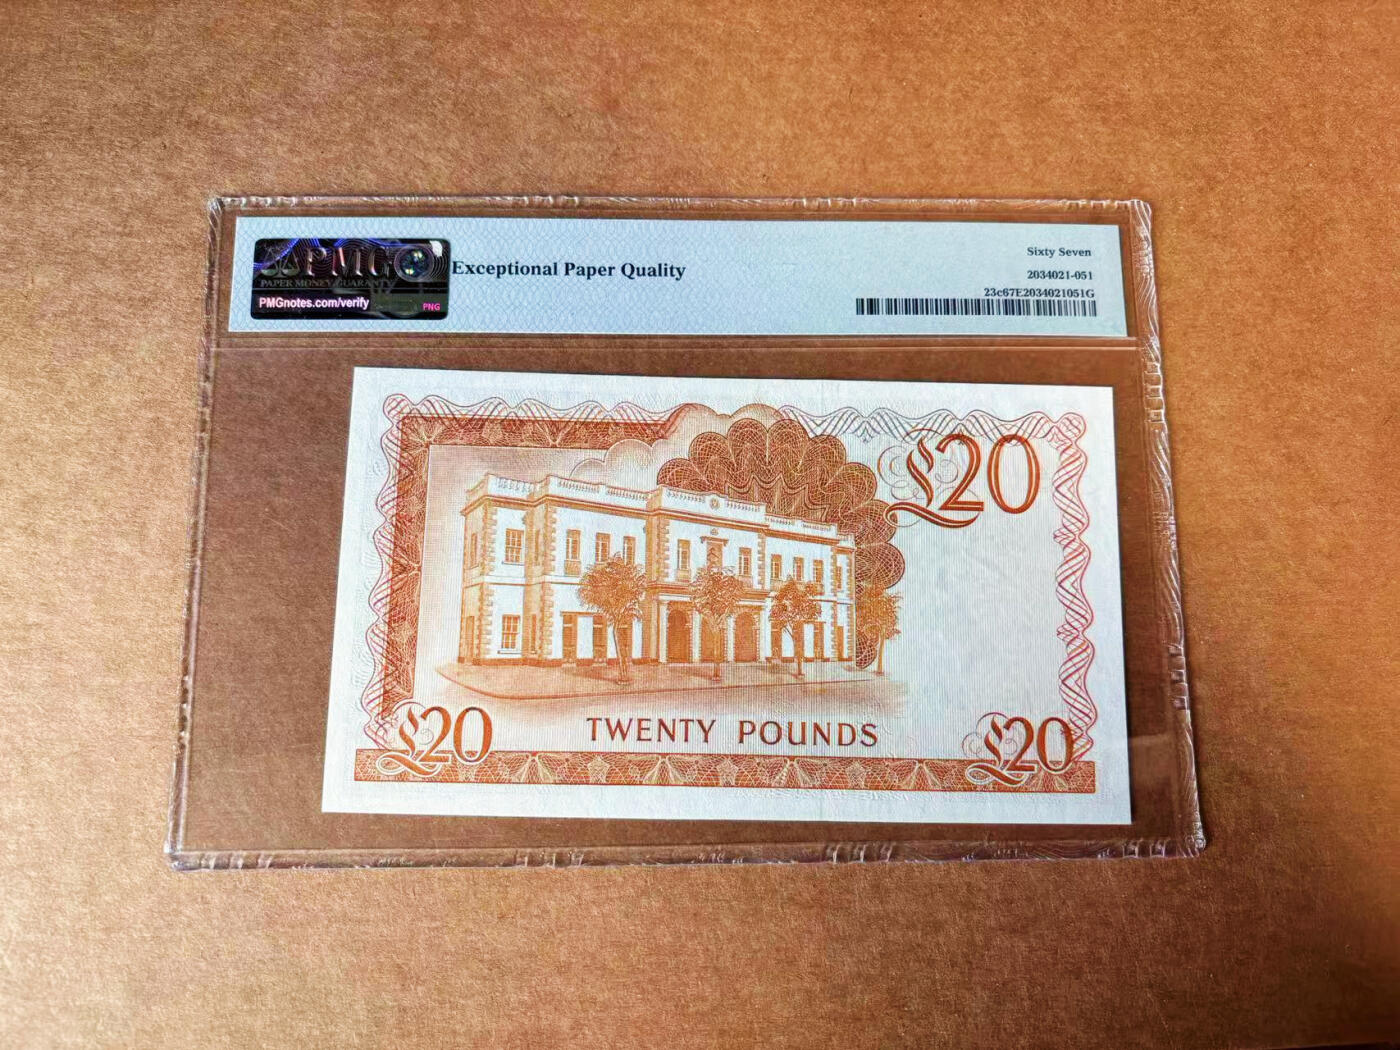 PMG
PAPER MONEY GUARANTY
PMGnotes.com/verify
PNG
Exceptional Paper Quality
Sixty Seven
2034021-051
23c67E2034021051G
£20
TWENTY POUNDS
£20
£20